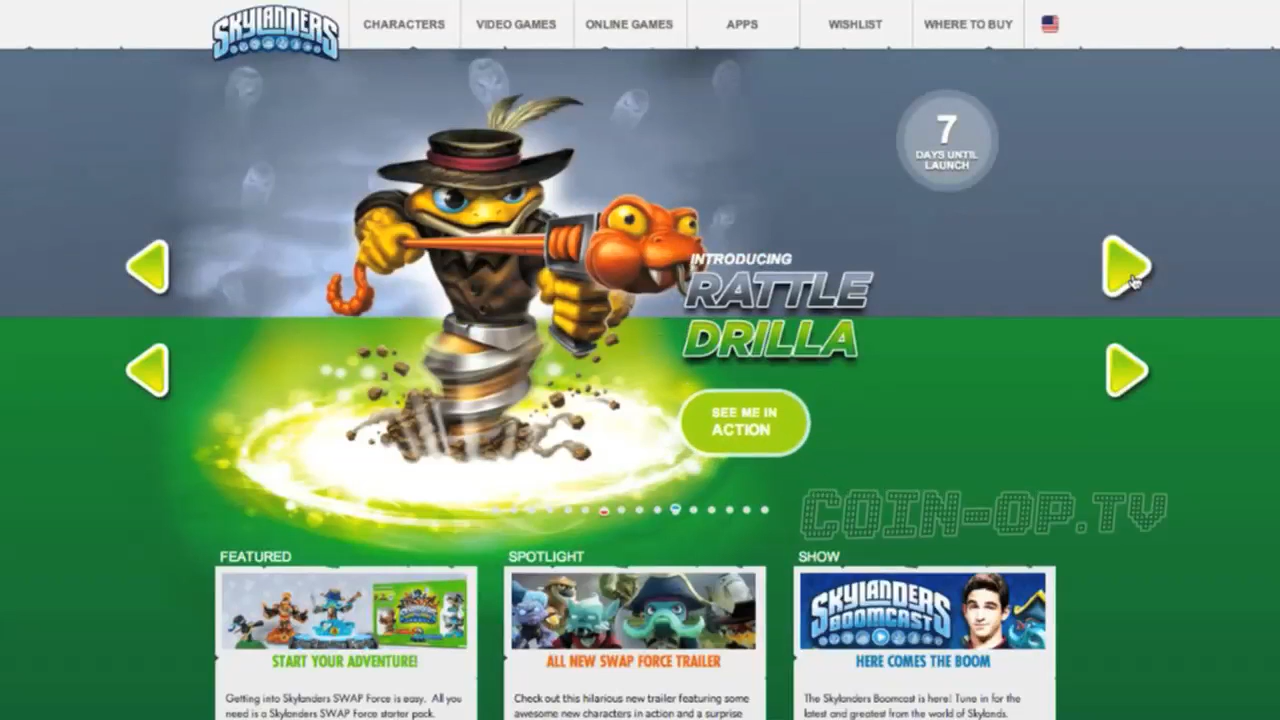 SKYLANDERS
CHARACTERS
VIDEO GAMES
ONLINE GAMES
APPS
WISHLIST
WHERE TO BUY
7
DAYS UNTIL
LAUNCH
INTRODUCING
RATTLE
DRILLA
SEE ME IN
ACTION
COIN-OP.TV
FEATURED
START YOUR ADVENTURE!
Getting into Skylanders SWAP Force is easy. All you
need is a Skylanders SWAP Force starter pack.
SPOTLIGHT
ALL NEW SWAP FORCE TRAILER
Check out this hilarious new trailer featuring some
awesome new characters in action and a surprise
SHOW
SKYLANDERS
BOOMCAST
HERE COMES THE BOOM
The Skylanders Boomcast is here! Tune in for the
latest and greatest from the world of Skylands.